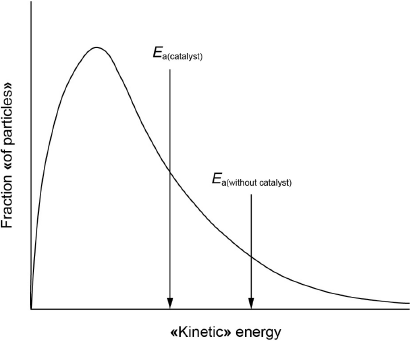 Ea(catalyst)
Ea(without catalyst)
Fraction «of particles»
«Kinetic» energy